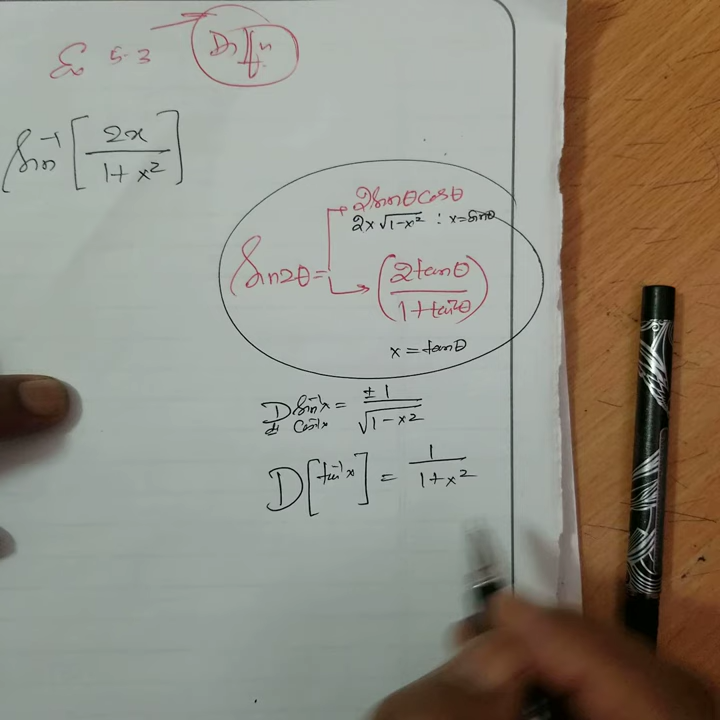 Ex 5.3 →
Sin⁻¹ [2x / 1 + x²]
Sin2θ = → 2Sinθcosθ
2x √1-x² : x = Sinθ
→ (2tanθ / 1 + tan²θ)
x = tanθ
D Sin⁻¹x = ± 1 / √1 - x²
Cos⁻¹x
D [tan⁻¹x] = 1 / 1 + x²